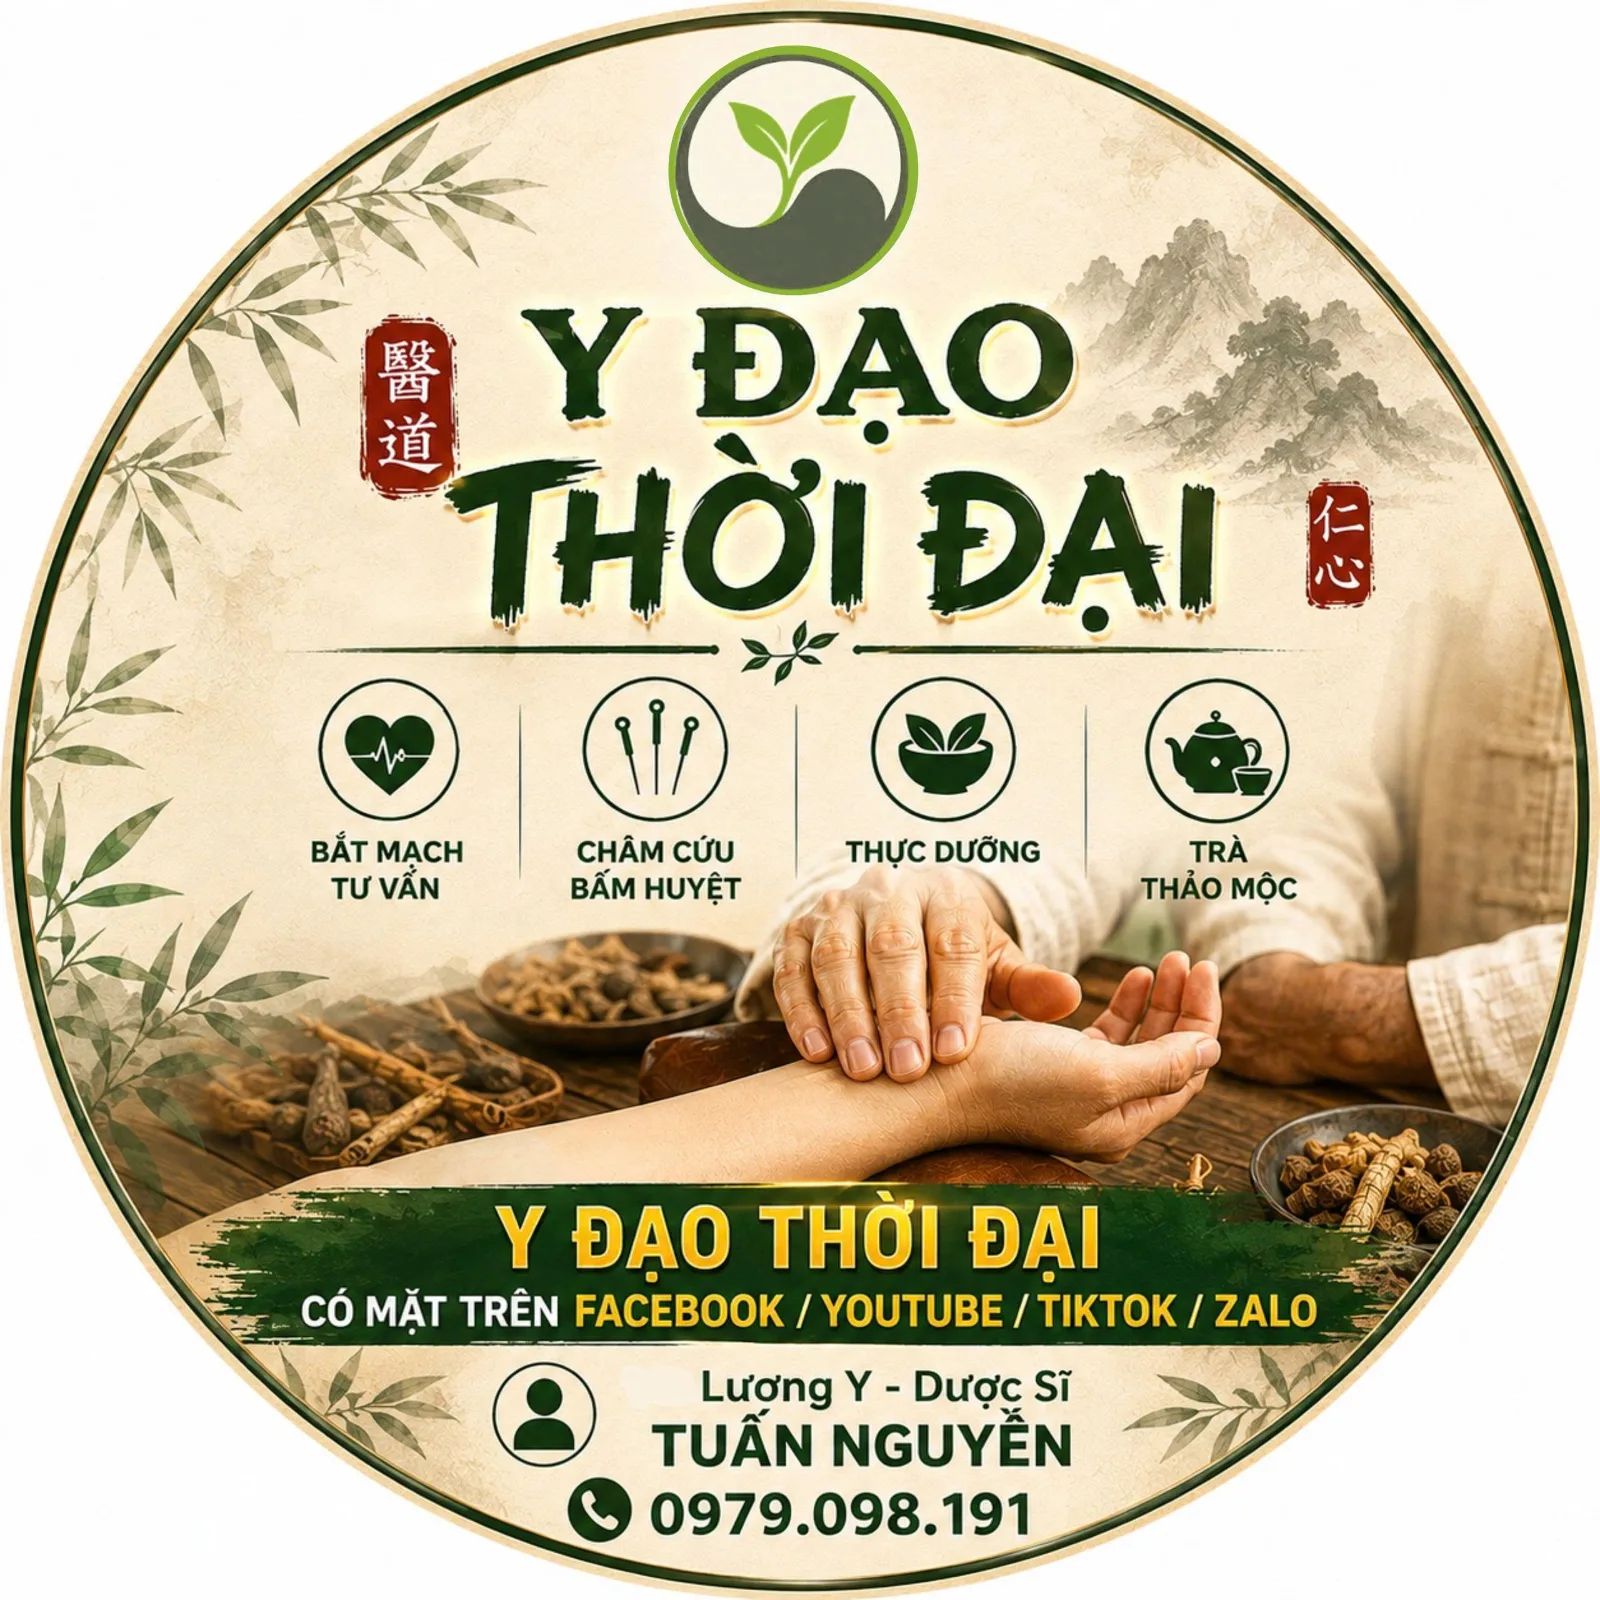 Y ĐẠO
醫道
THỜI ĐẠI
仁心
BẮT MẠCH
TƯ VẤN
CHÂM CỨU
BẤM HUYỆT
THỰC DƯỠNG
TRÀ
THẢO MỘC
Y ĐẠO THỜI ĐẠI
CÓ MẶT TRÊN FACEBOOK / YOUTUBE / TIKTOK / ZALO
Lương Y - Dược Sĩ
TUẤN NGUYỄN
0979.098.191